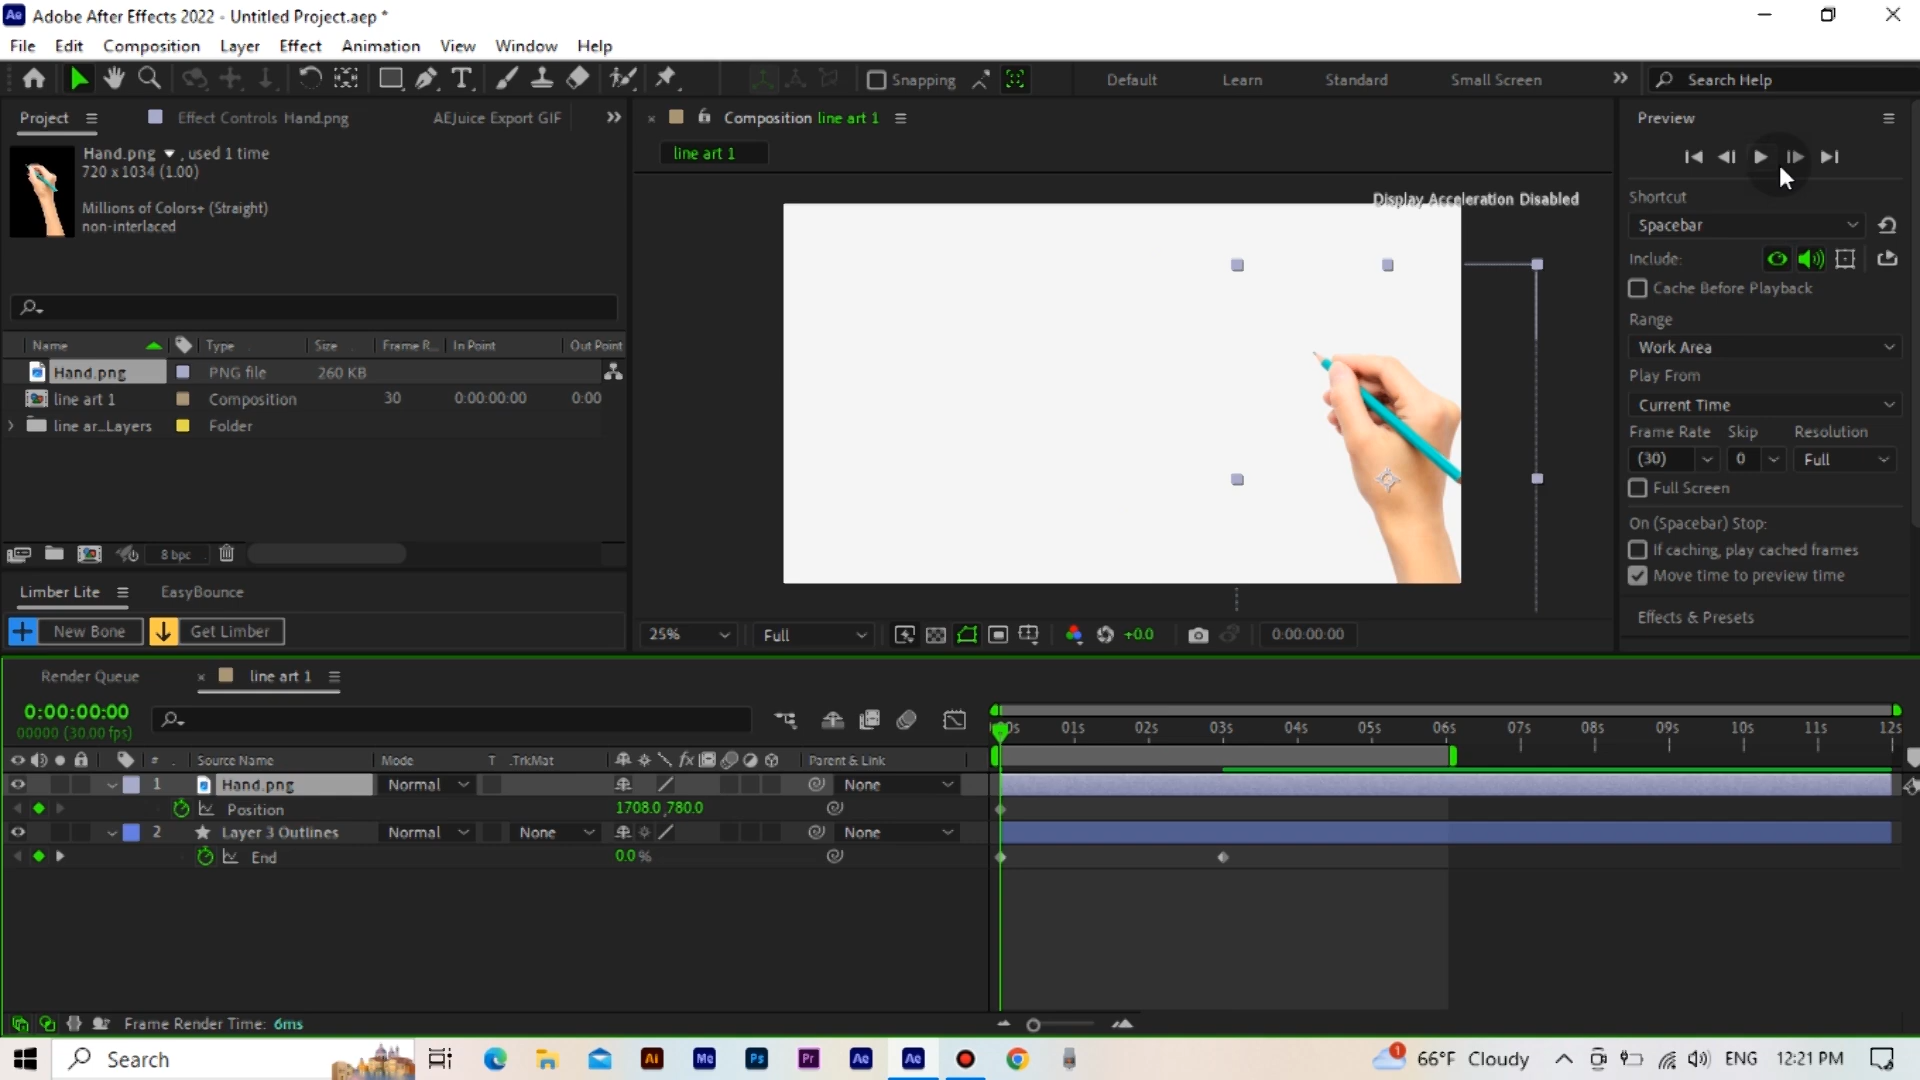 Adobe After Effects 2022 - Untitled Project.aep *
File Edit Composition Layer Effect Animation View Window Help
Snapping Default Learn Standard Small Screen Search Help
Project Effect Controls Hand.png AEJuice Export GIF
Composition line art 1
Preview
line art 1
Hand.png , used 1 time
720 x 1034 (1.00)
Millions of Colors+ (Straight)
non-interlaced
Display Acceleration Disabled
Shortcut
Spacebar
Include:
Cache Before Playback
Range
Work Area
Play From
Current Time
Frame Rate Skip Resolution
(30) 0 Full
Full Screen
On (Spacebar) Stop:
If caching, play cached frames
Move time to preview time
Effects & Presets
Name Type Size Frame R... In Point Out Point
Hand.png PNG file 260 KB
line art 1 Composition 30 0:00:00:00 0:00
line ar_Layers Folder
8 bpc
Limber Lite EasyBounce
New Bone Get Limber
25% Full +0.0 0:00:00:00
Render Queue line art 1
0:00:00:00
00000 (30.00 fps)
01s 02s 03s 04s 05s 06s 07s 08s 09s 10s 11s 12s
# Source Name Mode T .TrkMat fx Parent & Link
1 Hand.png Normal None
Position 1708.0,780.0
2 Layer 3 Outlines Normal None None
End 0.0 %
Frame Render Time: 6ms
Search Ai Me Ps Pr Ae Ae 1 66°F Cloudy ENG 12:21 PM